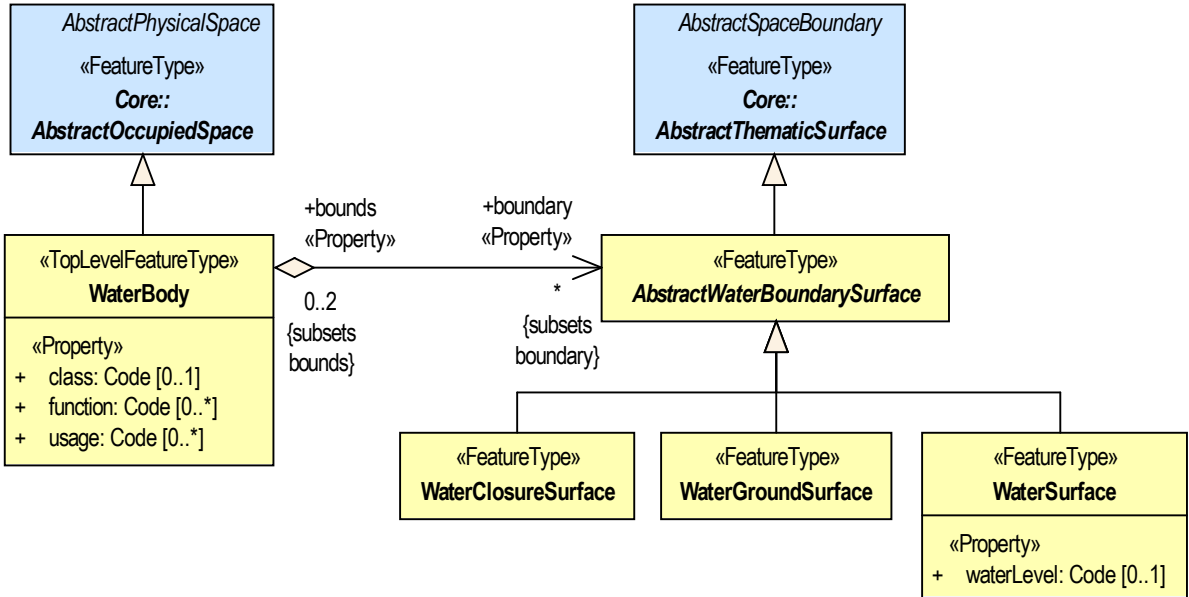 AbstractPhysicalSpace
«FeatureType»
Core::
AbstractOccupiedSpace
AbstractSpaceBoundary
«FeatureType»
Core::
AbstractThematicSurface
+bounds
«Property»
+boundary
«Property»
0..2
{subsets
bounds}
*
{subsets
boundary}
«TopLevelFeatureType»
WaterBody
«Property»
+ class: Code [0..1]
+ function: Code [0..*]
+ usage: Code [0..*]
«FeatureType»
AbstractWaterBoundarySurface
«FeatureType»
WaterClosureSurface
«FeatureType»
WaterGroundSurface
«FeatureType»
WaterSurface
«Property»
+ waterLevel: Code [0..1]